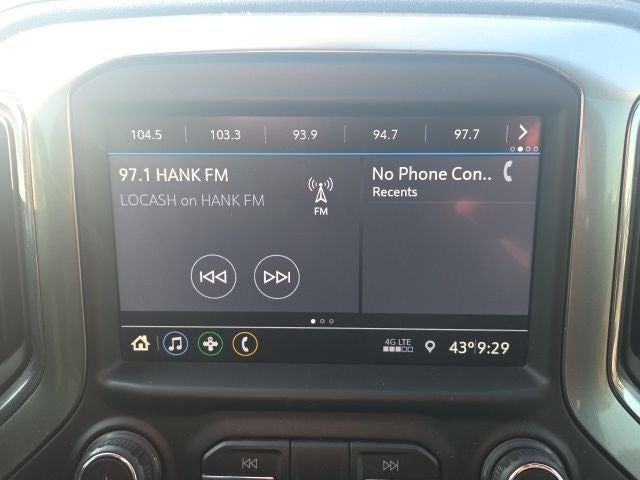 104.5 103.3 93.9 94.7 97.7
97.1 HANK FM
LOCASH on HANK FM
FM
No Phone Con..
Recents
4G LTE
43° 9:29